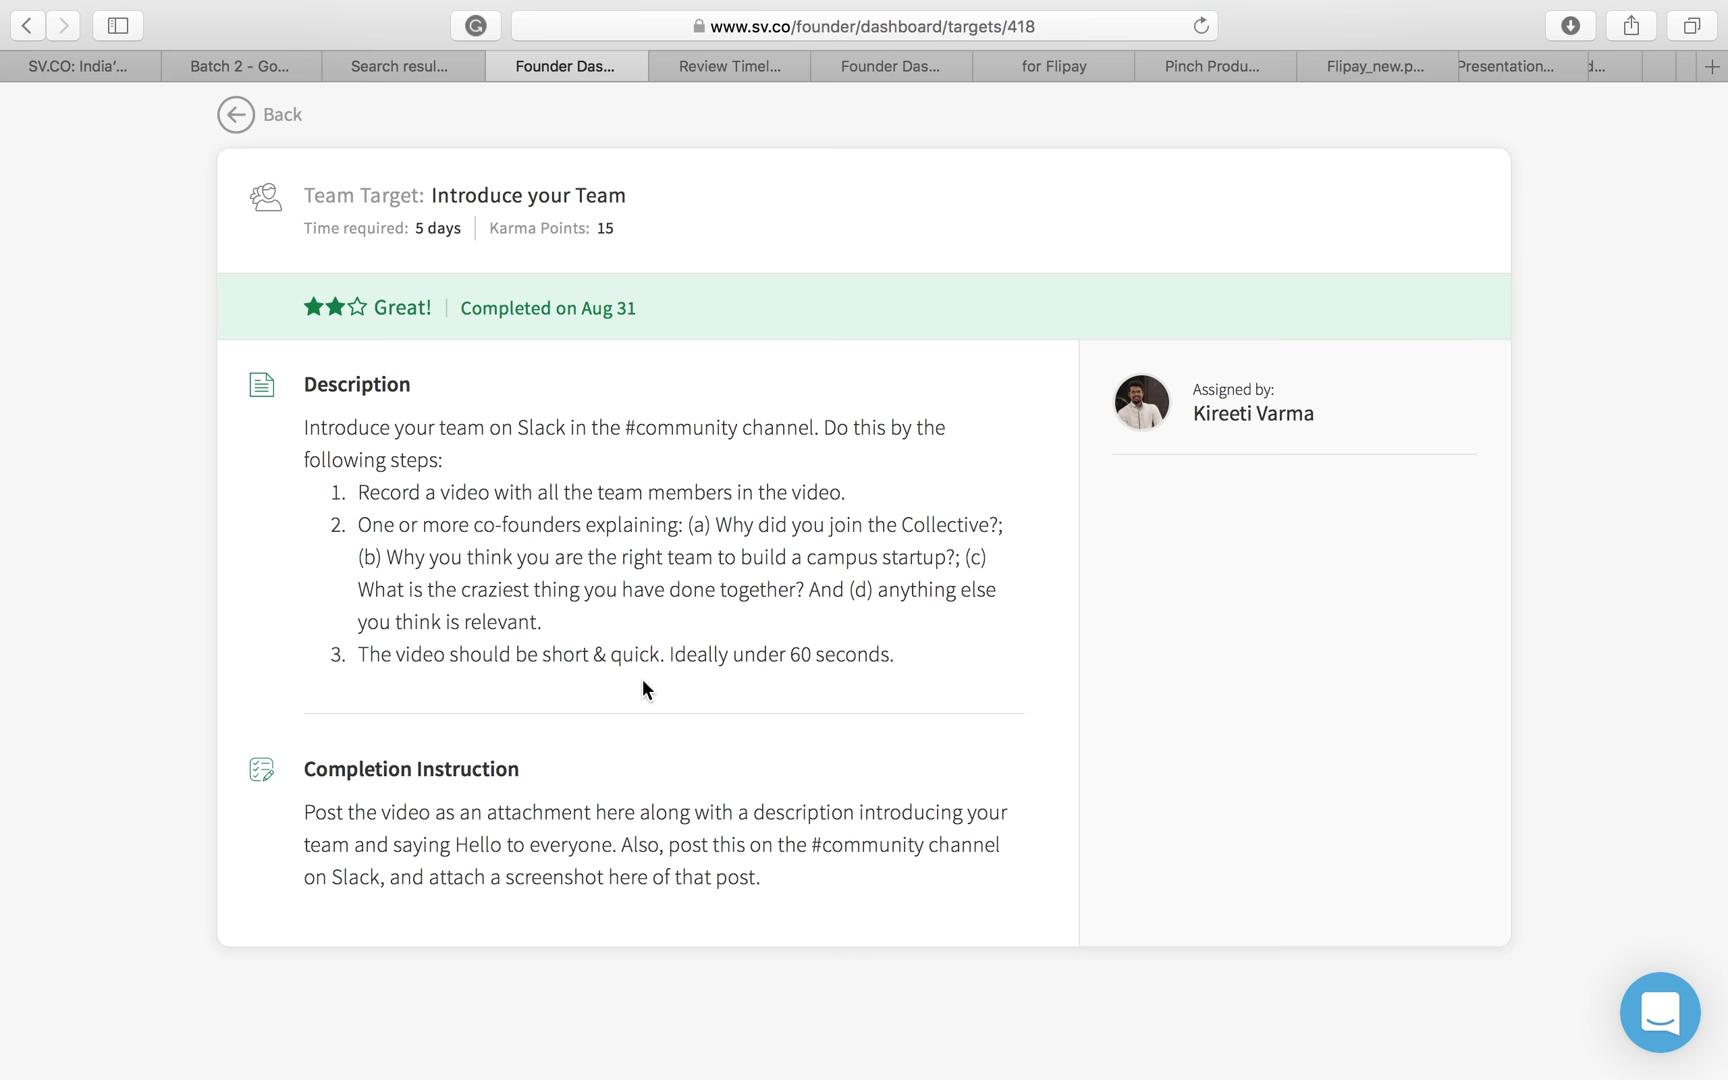 www.sv.co/founder/dashboard/targets/418
SV.CO: India'...
Batch 2 - Go...
Search resul...
Founder Das...
Review Timel...
Founder Das...
for Flipay
Pinch Produ...
Flipay_new.p...
Presentation...
Back
Team Target: Introduce your Team
Time required: 5 days
Karma Points: 15
Great!
Completed on Aug 31
Description
Introduce your team on Slack in the #community channel. Do this by the
following steps:
1. Record a video with all the team members in the video.
2. One or more co-founders explaining: (a) Why did you join the Collective?;
(b) Why you think you are the right team to build a campus startup?; (c)
What is the craziest thing you have done together? And (d) anything else
you think is relevant.
3. The video should be short & quick. Ideally under 60 seconds.
Completion Instruction
Post the video as an attachment here along with a description introducing your
team and saying Hello to everyone. Also, post this on the #community channel
on Slack, and attach a screenshot here of that post.
Assigned by:
Kireeti Varma